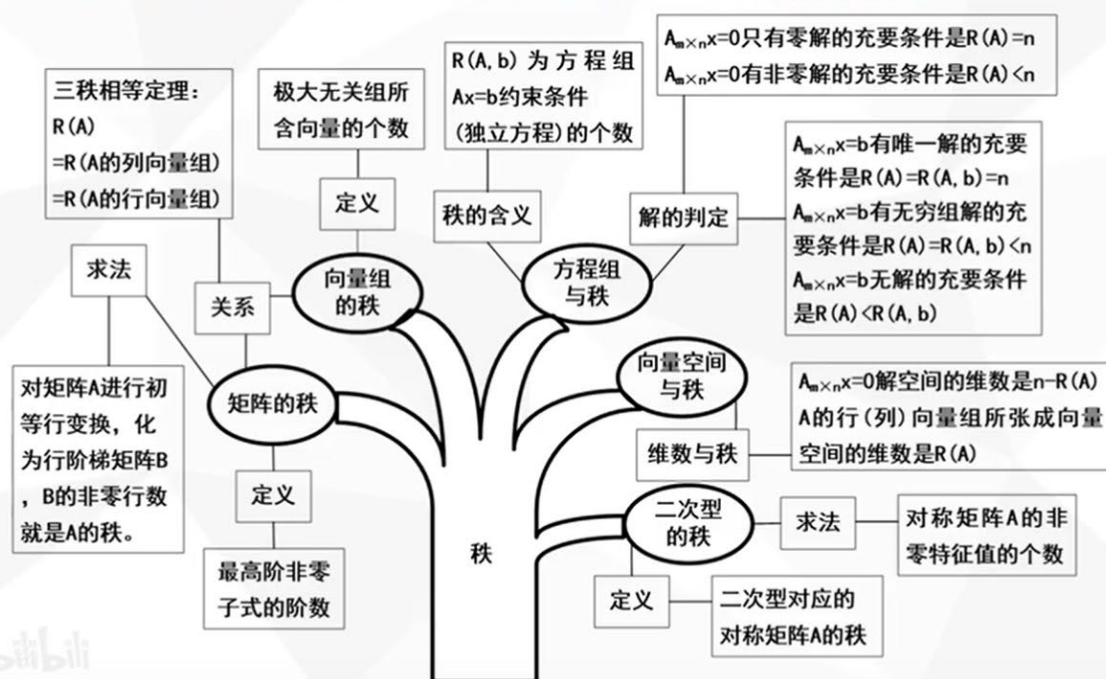 A_{m×n}x=0只有零解的充要条件是R(A)=n
A_{m×n}x=0有非零解的充要条件是R(A)<n
R(A,b)为方程组
Ax=b约束条件
(独立方程)的个数
三秩相等定理：
R(A)
=R(A的列向量组)
=R(A的行向量组)
极大无关组所
含向量的个数
定义
秩的含义
解的判定
A_{m×n}x=b有唯一解的充要
条件是R(A)=R(A,b)=n
A_{m×n}x=b有无穷组解的充
要条件是R(A)=R(A,b)<n
A_{m×n}x=b无解的充要条件
是R(A)<R(A,b)
求法
关系
向量组
的秩
方程组
与秩
对矩阵A进行初
等行变换，化
为行阶梯矩阵B
，B的非零行数
就是A的秩。
矩阵的秩
向量空间
与秩
A_{m×n}x=0解空间的维数是n-R(A)
A的行(列)向量组所张成向量
空间的维数是R(A)
维数与秩
定义
最高阶非零
子式的阶数
秩
二次型
的秩
求法
对称矩阵A的非
零特征值的个数
定义
二次型对应的
对称矩阵A的秩
bilibili